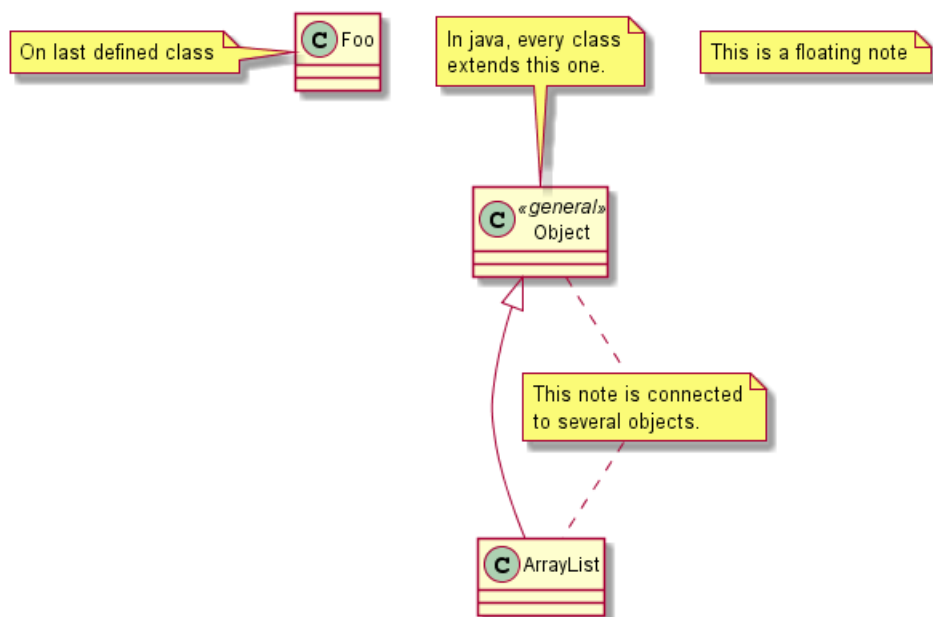 On last defined class
C Foo
In java, every class
extends this one.
This is a floating note
«general»
C
Object
This note is connected
to several objects.
C ArrayList